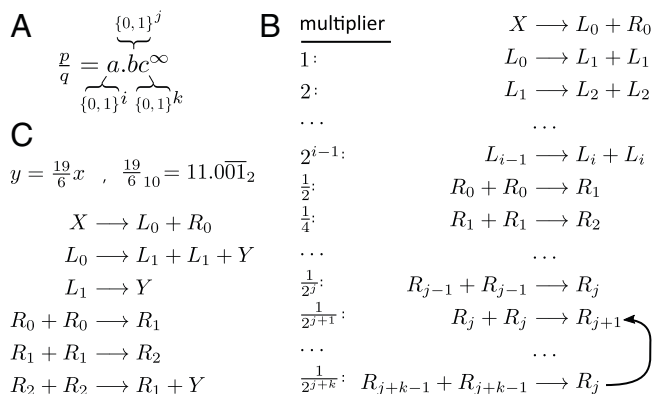 A
{0,1}^j
p/q = a.bc^∞
{0,1}^i {0,1}^k
C
y = 19/6 x , 19/6 _10 = 11.0\overline{01}_2
X ⟶ L_0 + R_0
L_0 ⟶ L_1 + L_1 + Y
L_1 ⟶ Y
R_0 + R_0 ⟶ R_1
R_1 + R_1 ⟶ R_2
R_2 + R_2 ⟶ R_1 + Y
B
multiplier
X ⟶ L_0 + R_0
1: L_0 ⟶ L_1 + L_1
2: L_1 ⟶ L_2 + L_2
... ...
2^{i−1}: L_{i−1} ⟶ L_i + L_i
1/2: R_0 + R_0 ⟶ R_1
1/4: R_1 + R_1 ⟶ R_2
... ...
1/2^j: R_{j−1} + R_{j−1} ⟶ R_j
1/2^{j+1}: R_j + R_j ⟶ R_{j+1}
... ...
1/2^{j+k}: R_{j+k−1} + R_{j+k−1} ⟶ R_j